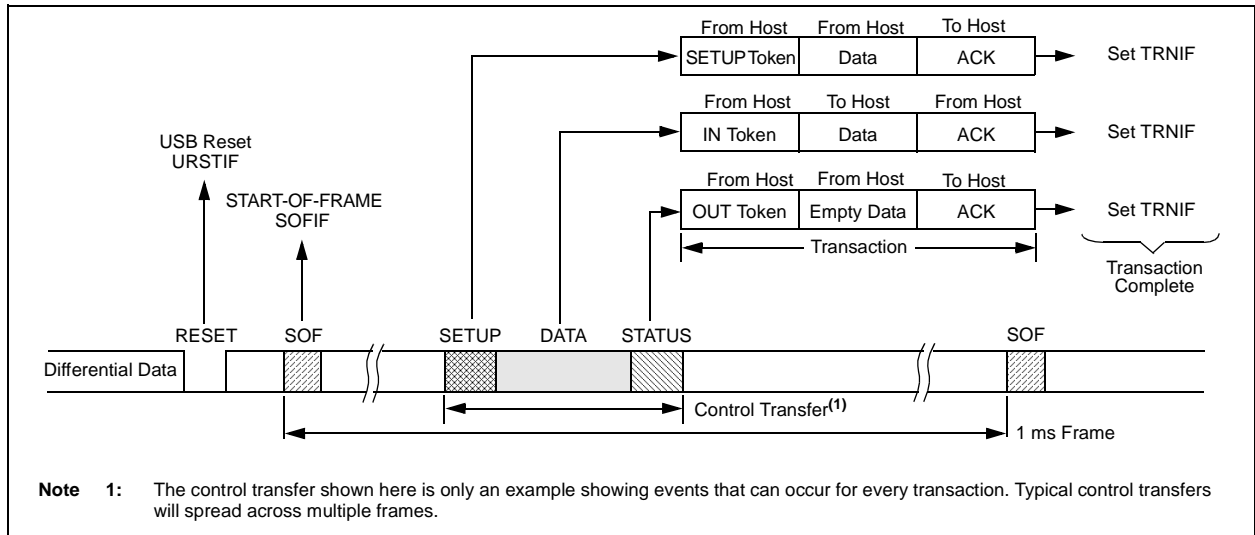 From Host From Host To Host
SETUP Token Data ACK Set TRNIF
From Host To Host From Host
IN Token Data ACK Set TRNIF
USB Reset
URSTIF
From Host From Host To Host
START-OF-FRAME
SOFIF
OUT Token Empty Data ACK Set TRNIF
Transaction
Transaction
Complete
RESET SOF SETUP DATA STATUS SOF
Differential Data
Control Transfer(1)
1 ms Frame
Note 1: The control transfer shown here is only an example showing events that can occur for every transaction. Typical control transfers
will spread across multiple frames.